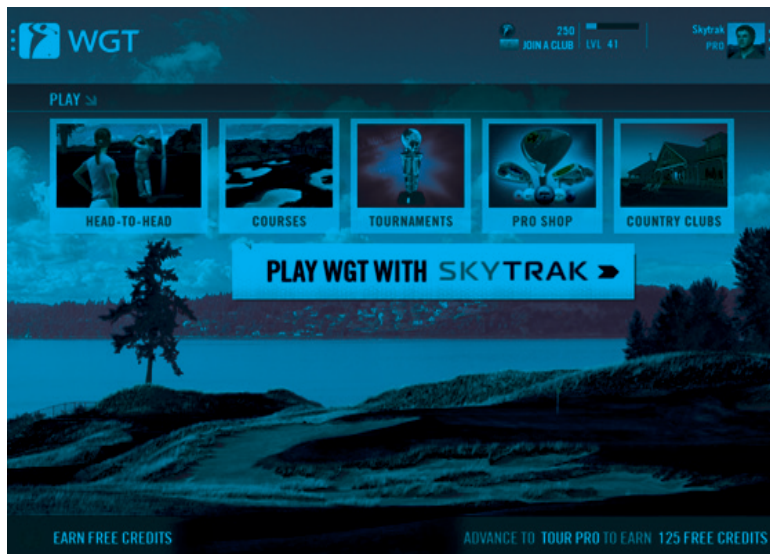 WGT
250
JOIN A CLUB
LVL 41
Skytrak
PRO
PLAY
HEAD-TO-HEAD
COURSES
TOURNAMENTS
PRO SHOP
COUNTRY CLUBS
PLAY WGT WITH SKYTRAK
EARN FREE CREDITS
ADVANCE TO TOUR PRO TO EARN 125 FREE CREDITS